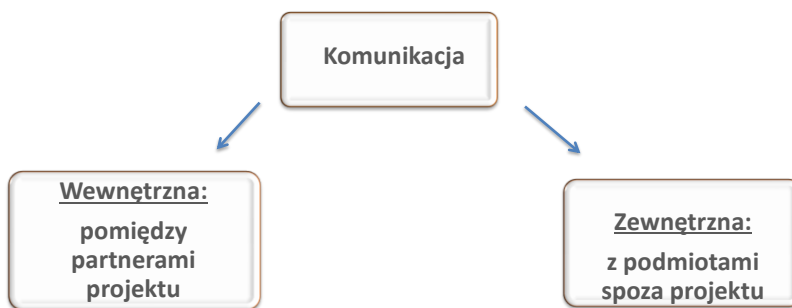 Komunikacja
Wewnętrzna:
pomiędzy
partnerami
projektu
Zewnętrzna:
z podmiotami
spoza projektu